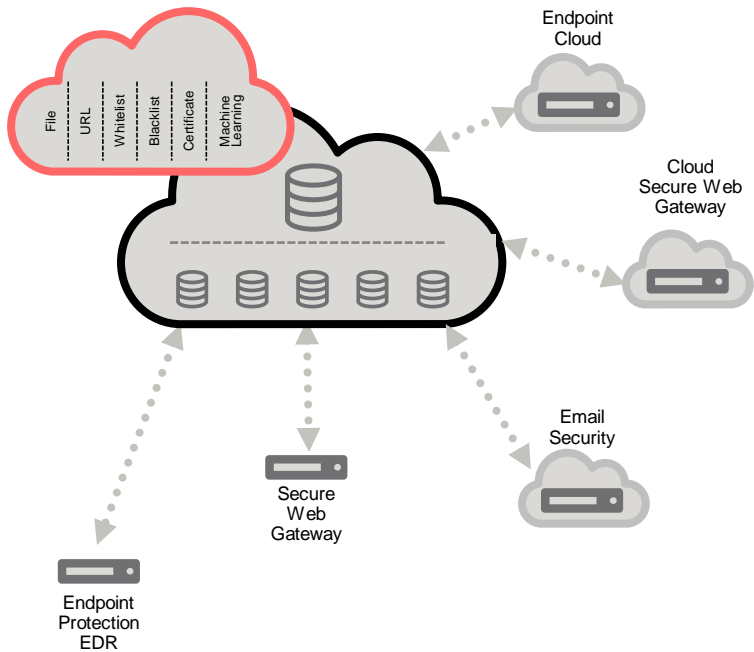 File
URL
Whitelist
Blacklist
Certificate
Machine
Learning
Endpoint
Cloud
Cloud
Secure Web
Gateway
Email
Security
Secure
Web
Gateway
Endpoint
Protection
EDR